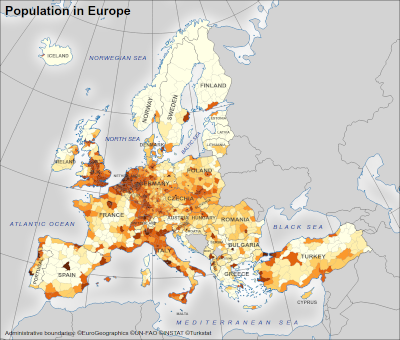 Population in Europe
ICELAND
NORWEGIAN SEA
FINLAND
NORWAY
SWEDEN
ESTONIA
LATVIA
LITHUANIA
NORTH SEA
BALTIC SEA
DENMARK
IRELAND
POLAND
GERMANY
CZECHIA
ATLANTIC OCEAN
FRANCE
AUSTRIA
HUNGARY
CROATIA
ROMANIA
BLACK SEA
BULGARIA
PORTUGAL
SPAIN
GREECE
TURKEY
CYPRUS
MALTA
MEDITERRANEAN SEA
Administrative boundaries: ©EuroGeographics ©UN-FAO ©INSTAT ©Turkstat